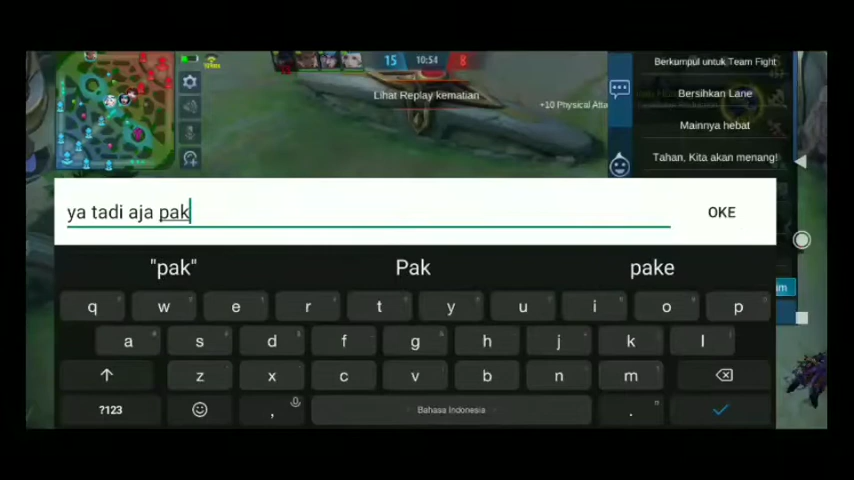 15 10:54 8
Lihat Replay kematian
+10 Physical Atta
Berkumpul untuk Team Fight
Bersihkan Lane
Mainnya hebat
Tahan, Kita akan menang!
ya tadi aja pak
OKE
"pak" Pak pake
q w e r t y u i o p
a s d f g h j k l
z x c v b n m
?123 , Bahasa Indonesia .